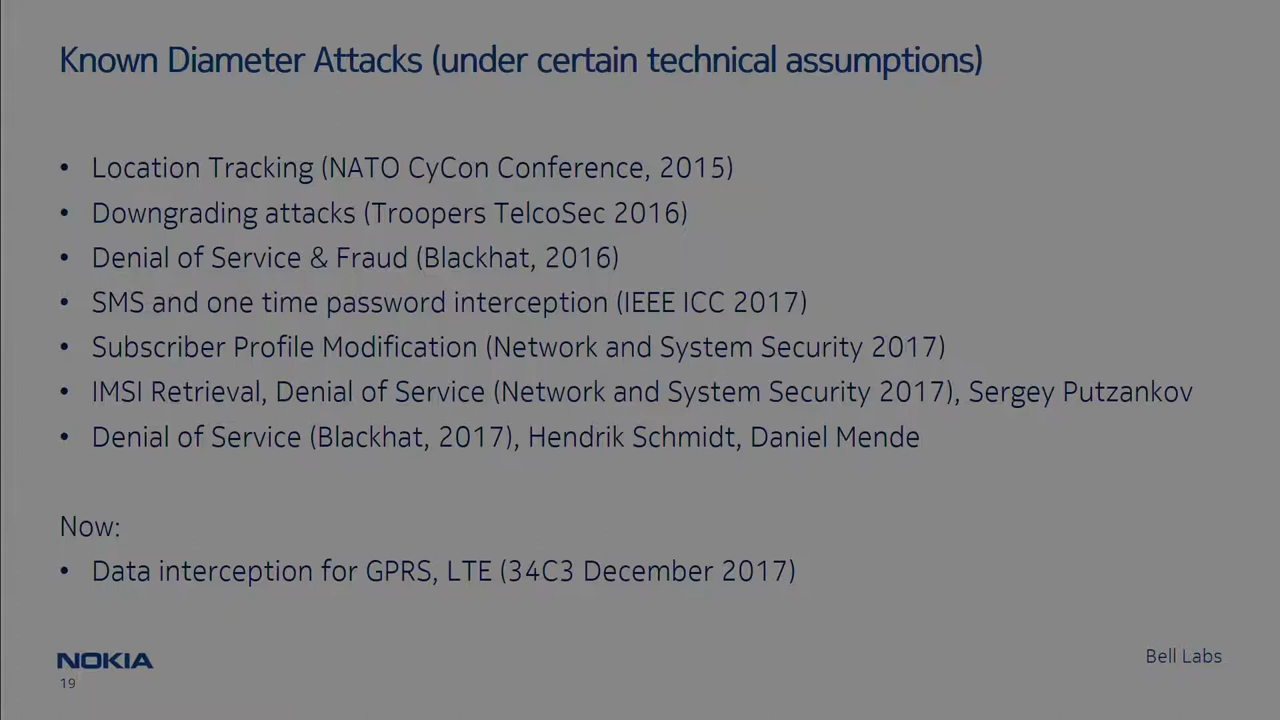 Known Diameter Attacks (under certain technical assumptions)
• Location Tracking (NATO CyCon Conference, 2015)
• Downgrading attacks (Troopers TelcoSec 2016)
• Denial of Service & Fraud (Blackhat, 2016)
• SMS and one time password interception (IEEE ICC 2017)
• Subscriber Profile Modification (Network and System Security 2017)
• IMSI Retrieval, Denial of Service (Network and System Security 2017), Sergey Putzankov
• Denial of Service (Blackhat, 2017), Hendrik Schmidt, Daniel Mende
Now:
• Data interception for GPRS, LTE (34C3 December 2017)
NOKIA
Bell Labs
19